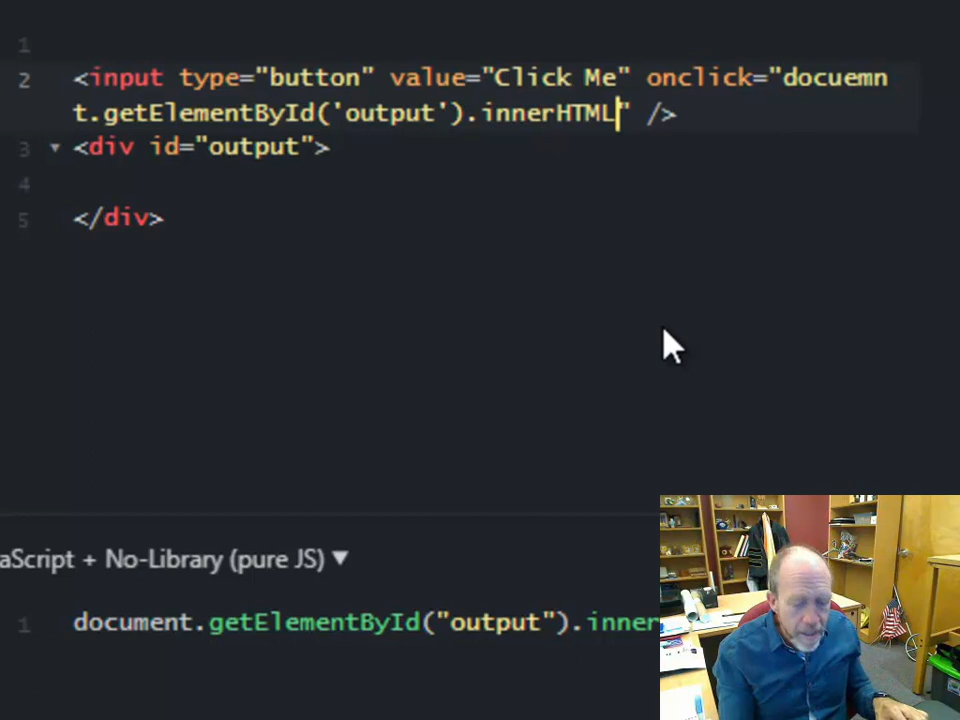 1
2 <input type="button" value="Click Me" onclick="docuemn
t.getElementById('output').innerHTML" />
3 <div id="output">
4
5 </div>
aScript + No-Library (pure JS) ▼
1 document.getElementById("output").inner